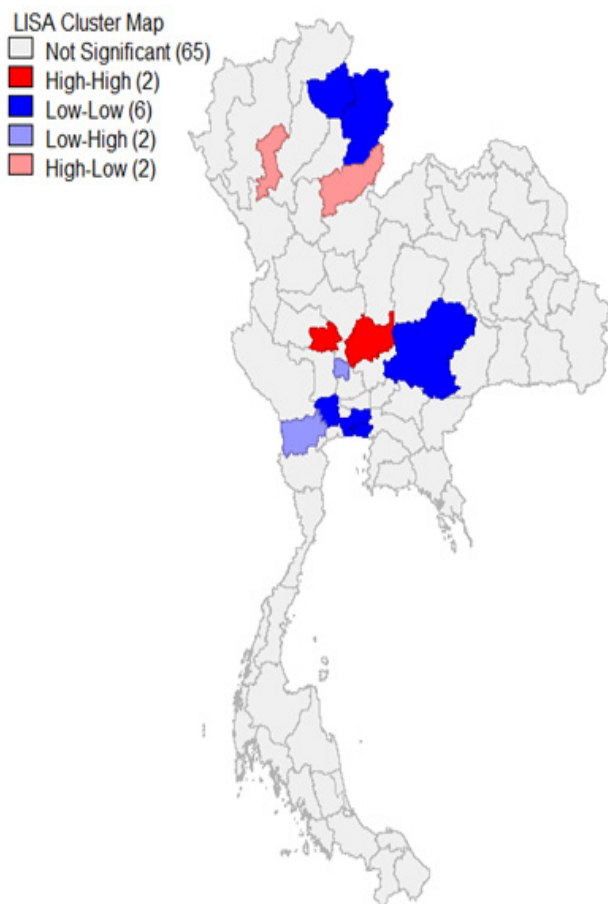 LISA Cluster Map
Not Significant (65)
High-High (2)
Low-Low (6)
Low-High (2)
High-Low (2)